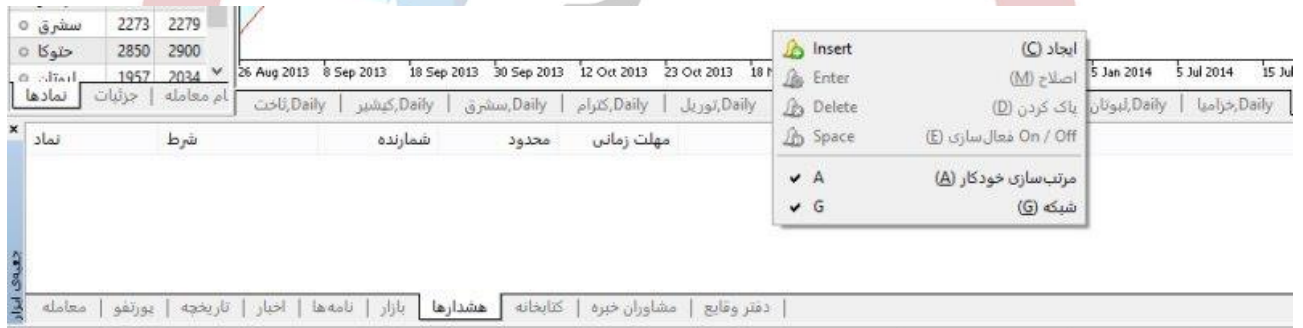 سشرق 2273 2279
حتوکا 2850 2900
1957 2034
نمادها | جزئیات | ام معامله
26 Aug 2013 8 Sep 2013 18 Sep 2013 30 Sep 2013 12 Oct 2013 23 Oct 2013 5 Jan 2014 5 Jul 2014
تاخت,Daily | کپشیر,Daily | سشرق,Daily | کترام,Daily | توریل,Daily | لبوتان,Daily | خزامیا,Daily
Insert ایجاد (C)
Enter اصلاح (M)
Delete پاک کردن (D)
Space On / Off فعال‌سازی (E)
A مرتب‌سازی خودکار (A)
G شبکه (G)
نماد شرط شمارنده محدود مهلت زمانی
جعبه‌ی ابزار
معامله | پورتفو | تاریخچه | اخبار | نامه‌ها | بازار | هشدارها | کتابخانه | مشاوران خبره | دفتر وقایع